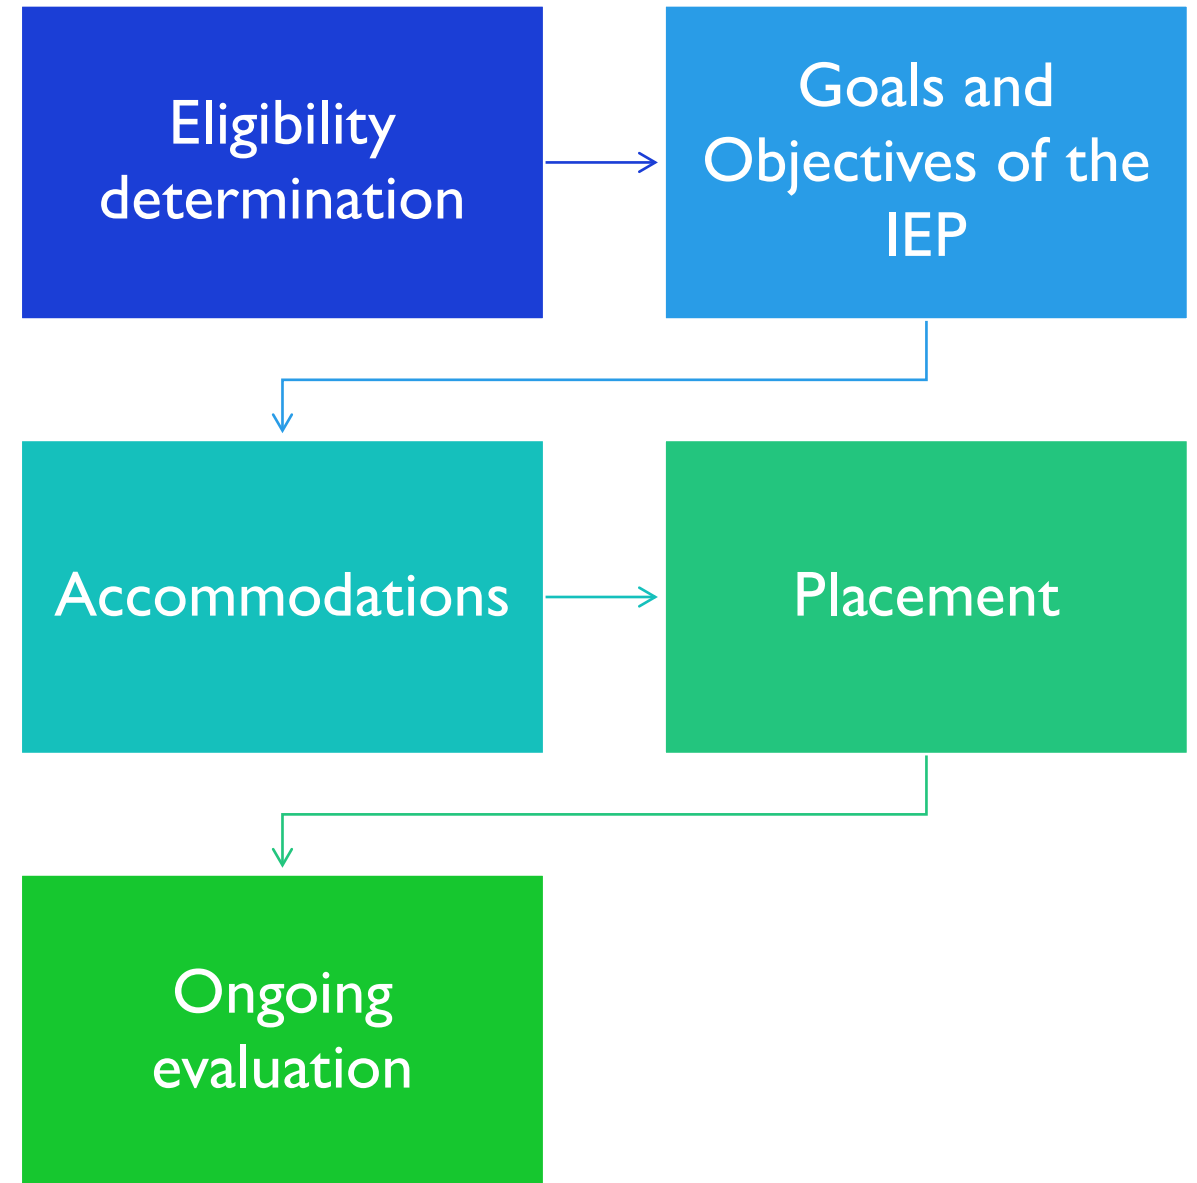 Eligibility
determination
Goals and
Objectives of the
IEP
Accommodations
Placement
Ongoing
evaluation